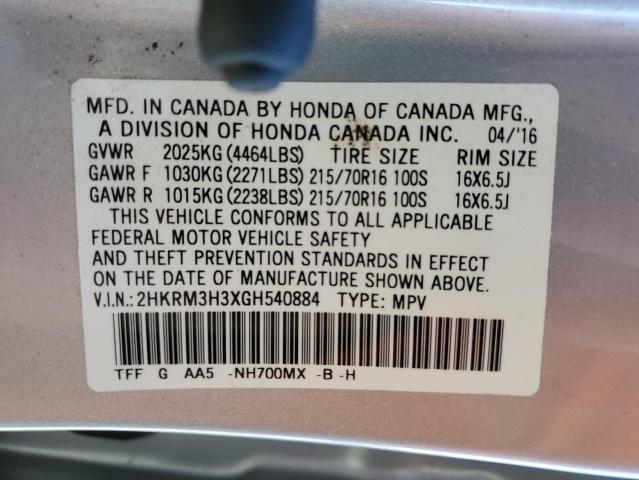 MFD. IN CANADA BY HONDA OF CANADA MFG.,
A DIVISION OF HONDA CANADA INC. 04/'16
GVWR 2025KG (4464LBS) TIRE SIZE RIM SIZE
GAWR F 1030KG (2271LBS) 215/70R16 100S 16X6.5J
GAWR R 1015KG (2238LBS) 215/70R16 100S 16X6.5J
THIS VEHICLE CONFORMS TO ALL APPLICABLE
FEDERAL MOTOR VEHICLE SAFETY
AND THEFT PREVENTION STANDARDS IN EFFECT
ON THE DATE OF MANUFACTURE SHOWN ABOVE.
V.I.N.: 2HKRM3H3XGH540884 TYPE: MPV
TFF G AA5 -NH700MX -B -H